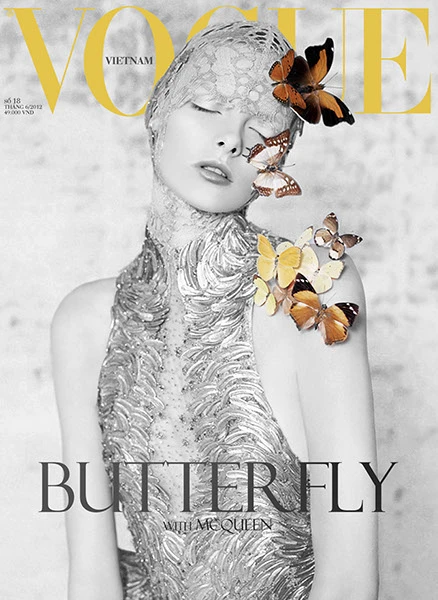 VOGUE
VIETNAM
Số 18
THÁNG 6/2012
49.000 VND
BUTTERFLY
WITH MCQUEEN